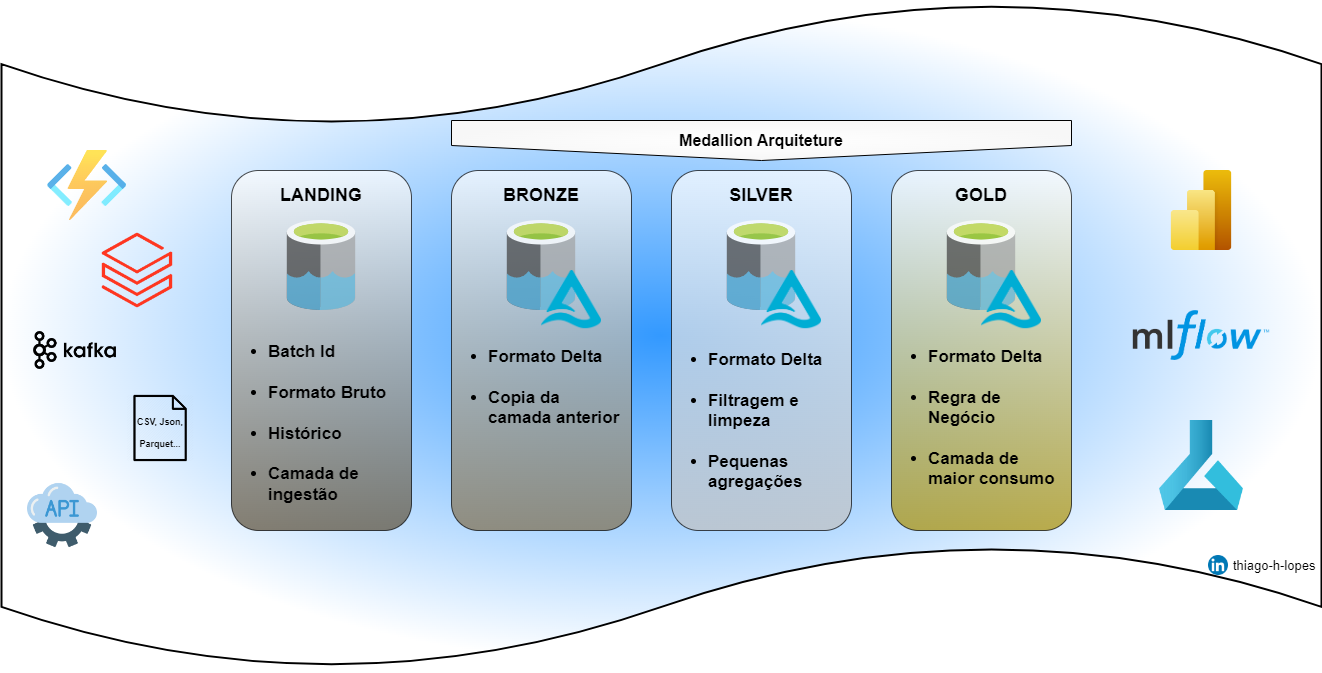 Medallion Arquiteture
LANDING
Batch Id
Formato Bruto
Histórico
Camada de
ingestão
BRONZE
Formato Delta
Copia da
camada anterior
SILVER
Formato Delta
Filtragem e
limpeza
Pequenas
agregações
GOLD
Formato Delta
Regra de
Negócio
Camada de
maior consumo
kafka
CSV, Json,
Parquet...
API
mlflow™
in thiago-h-lopes